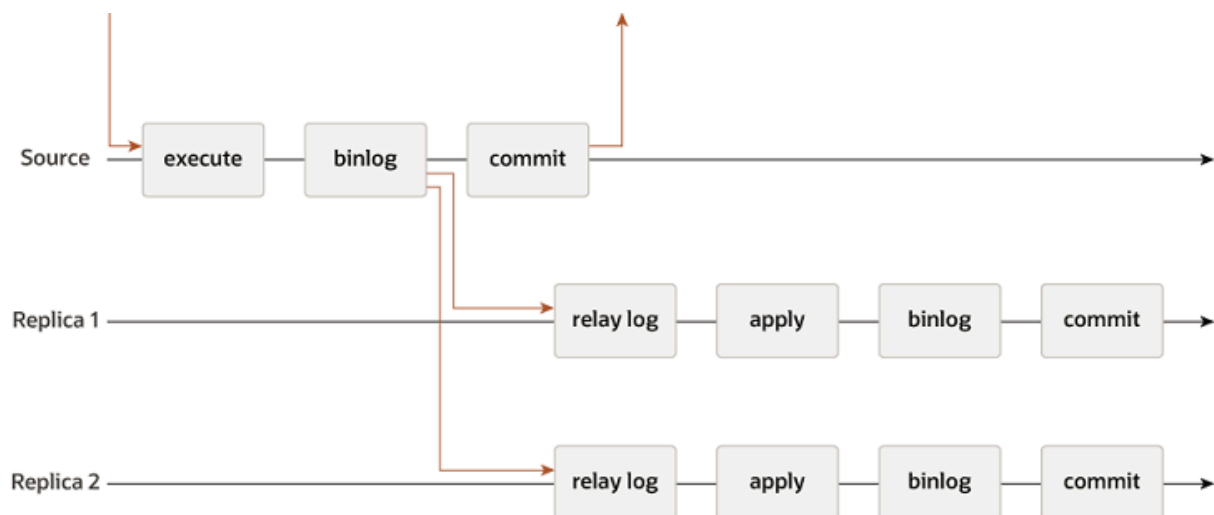 Source execute binlog commit
Replica 1 relay log apply binlog commit
Replica 2 relay log apply binlog commit